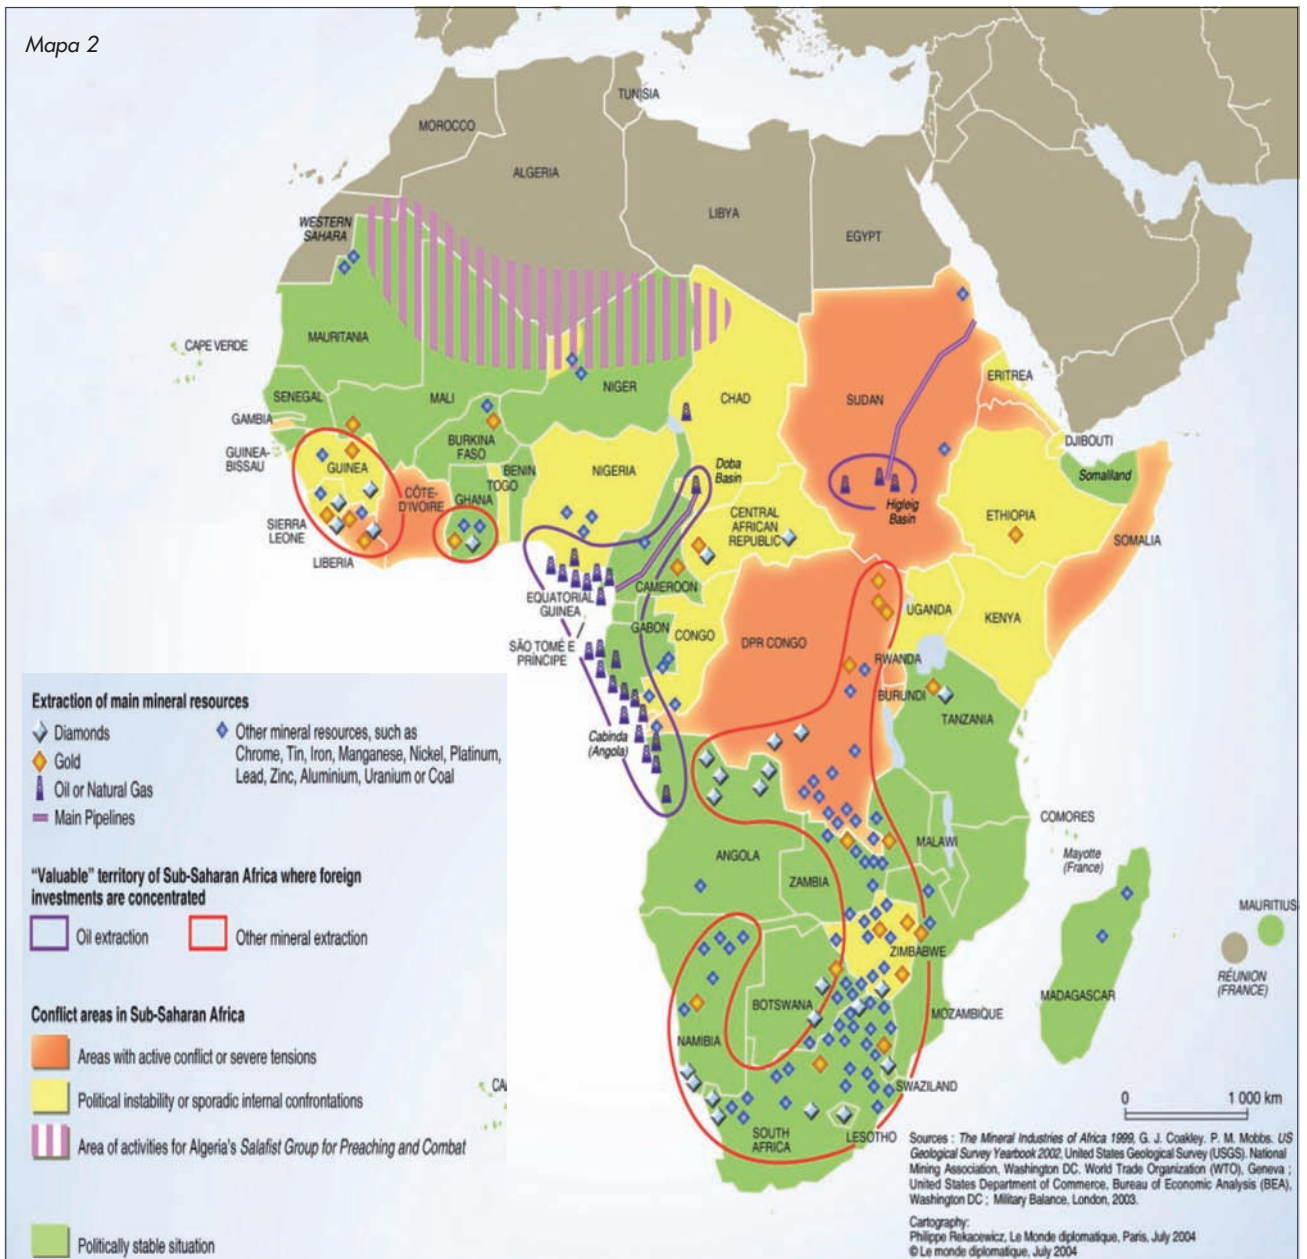 Mapa 2
TUNISIA
MOROCCO
ALGERIA
LIBYA
EGYPT
WESTERN
SAHARA
MAURITANIA
CAPE VERDE
SENEGAL
GAMBIA
GUINEA-
BISSAU
GUINEA
SIERRA
LEONE
LIBERIA
MALI
BURKINA
FASO
CÔTE-
D'IVOIRE
GHANA
BENIN
TOGO
NIGER
NIGERIA
CHAD
SUDAN
ERITREA
DJIBOUTI
Somaliland
Doba
Basin
Higleig
Basin
CENTRAL
AFRICAN
REPUBLIC
ETHIOPIA
SOMALIA
EQUATORIAL
GUINEA
CAMEROON
SÃO TOMÉ E
PRÍNCIPE
GABON
CONGO
DPR CONGO
UGANDA
KENYA
RWANDA
BURUNDI
TANZANIA
Cabinda
(Angola)
ANGOLA
ZAMBIA
MALAWI
COMORES
Mayotte
(France)
MAURITIUS
RÉUNION
(FRANCE)
MADAGASCAR
ZIMBABWE
MOZAMBIQUE
BOTSWANA
NAMIBIA
SWAZILAND
LESOTHO
SOUTH
AFRICA
CA
Extraction of main mineral resources
Diamonds
Gold
Oil or Natural Gas
Main Pipelines
Other mineral resources, such as
Chrome, Tin, Iron, Manganese, Nickel, Platinum,
Lead, Zinc, Aluminium, Uranium or Coal
“Valuable” territory of Sub-Saharan Africa where foreign
investments are concentrated
Oil extraction
Other mineral extraction
Conflict areas in Sub-Saharan Africa
Areas with active conflict or severe tensions
Political instability or sporadic internal confrontations
Area of activities for Algeria's Salafist Group for Preaching and Combat
Politically stable situation
0 1 000 km
Sources : The Mineral Industries of Africa 1999, G. J. Coakley, P. M. Mobbs. US
Geological Survey Yearbook 2002, United States Geological Survey (USGS). National
Mining Association, Washington DC. World Trade Organization (WTO), Geneva ;
United States Department of Commerce, Bureau of Economic Analysis (BEA),
Washington DC ; Military Balance, London, 2003.
Cartography:
Philippe Rekacewicz, Le Monde diplomatique, Paris, July 2004
© Le monde diplomatique, July 2004